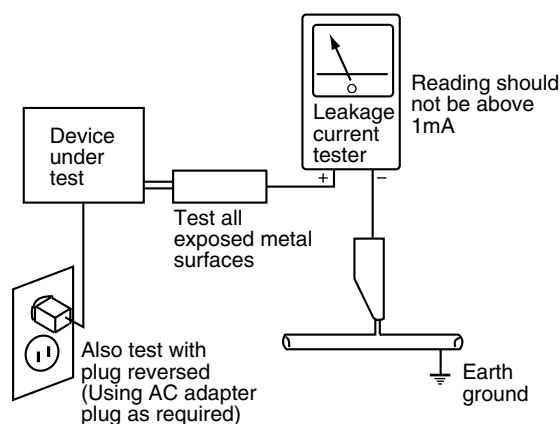 Device
under
test
Leakage
current
tester
+ −
Reading should
not be above
1mA
Test all
exposed metal
surfaces
Also test with
plug reversed
(Using AC adapter
plug as required)
Earth
ground